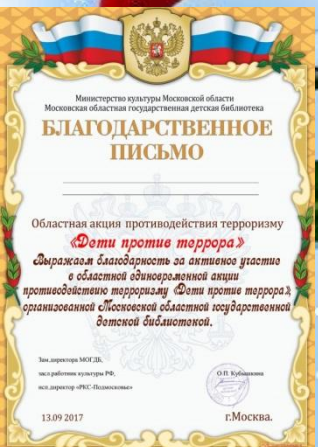 Министерство культуры Московской области
Московская областная государственная детская библиотека
БЛАГОДАРСТВЕННОЕ
ПИСЬМО
Областная акция противодействия терроризму
«Дети против террора»
Выражаем благодарность за активное участие
в областной одновременной акции
противодействию терроризму «Дети против террора»,
организованной Московской областной государственной
детской библиотекой.
Зам.директора МОГДБ,
засл.работник культуры РФ,
исп.директор «РКС-Подмосковье»
О.П. Кубышкина
13.09 2017
г.Москва.